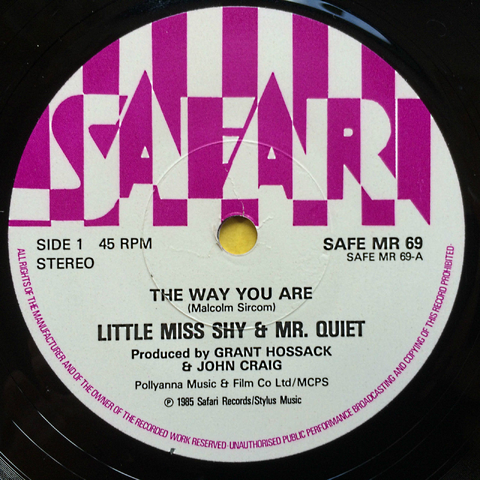 SAFARI
SIDE 1 45 RPM
STEREO
SAFE MR 69
SAFE MR 69-A
THE WAY YOU ARE
(Malcolm Sircom)
LITTLE MISS SHY & MR. QUIET
Produced by GRANT HOSSACK
& JOHN CRAIG
Pollyanna Music & Film Co Ltd/MCPS
℗ 1985 Safari Records/Stylus Music
ALL RIGHTS OF THE MANUFACTURER AND OF THE OWNER OF THE RECORDED WORK RESERVED·UNAUTHORISED PUBLIC PERFORMANCE BROADCASTING AND COPYING OF THIS RECORD PROHIBITED